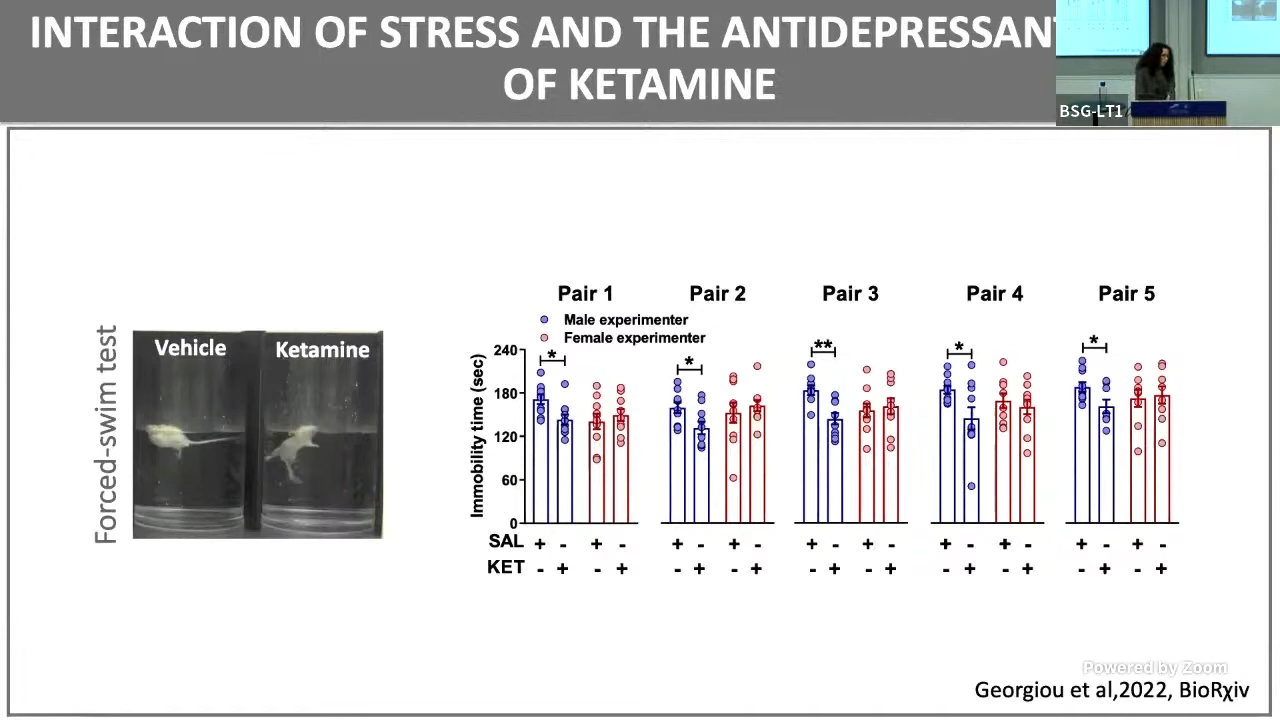 INTERACTION OF STRESS AND THE ANTIDEPRESSANT
OF KETAMINE
BSG-LT1
Forced-swim test
Vehicle
Ketamine
Pair 1
Pair 2
Pair 3
Pair 4
Pair 5
Male experimenter
Female experimenter
Immobility time (sec)
240
180
120
60
0
* * ** * *
SAL + - + - + - + - + - + - + - + - + - + -
KET - + - + - + - + - + - + - + - + - + - +
Powered by Zoom
Georgiou et al,2022, BioRχiv